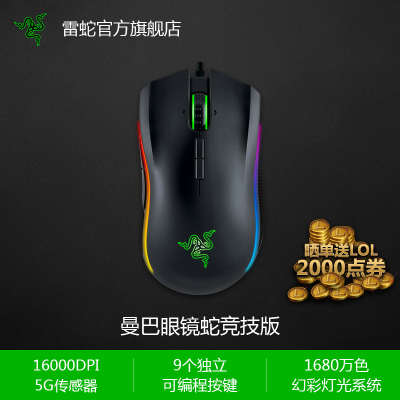 雷蛇官方旗舰店
晒单送LOL
2000点券
曼巴眼镜蛇竞技版
16000DPI
5G传感器
9个独立
可编程按键
1680万色
幻彩灯光系统